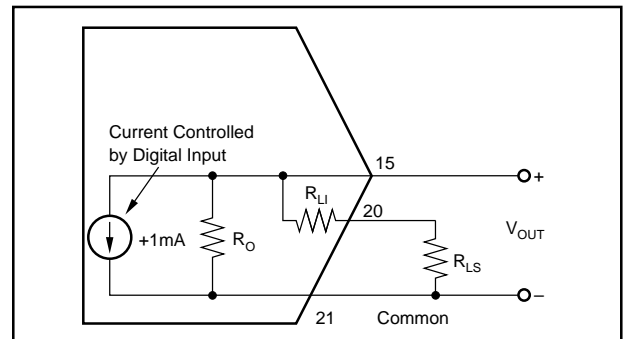 Current Controlled
by Digital Input
15
+
R_LI
20
V_OUT
+1mA
R_O
R_LS
–
21
Common